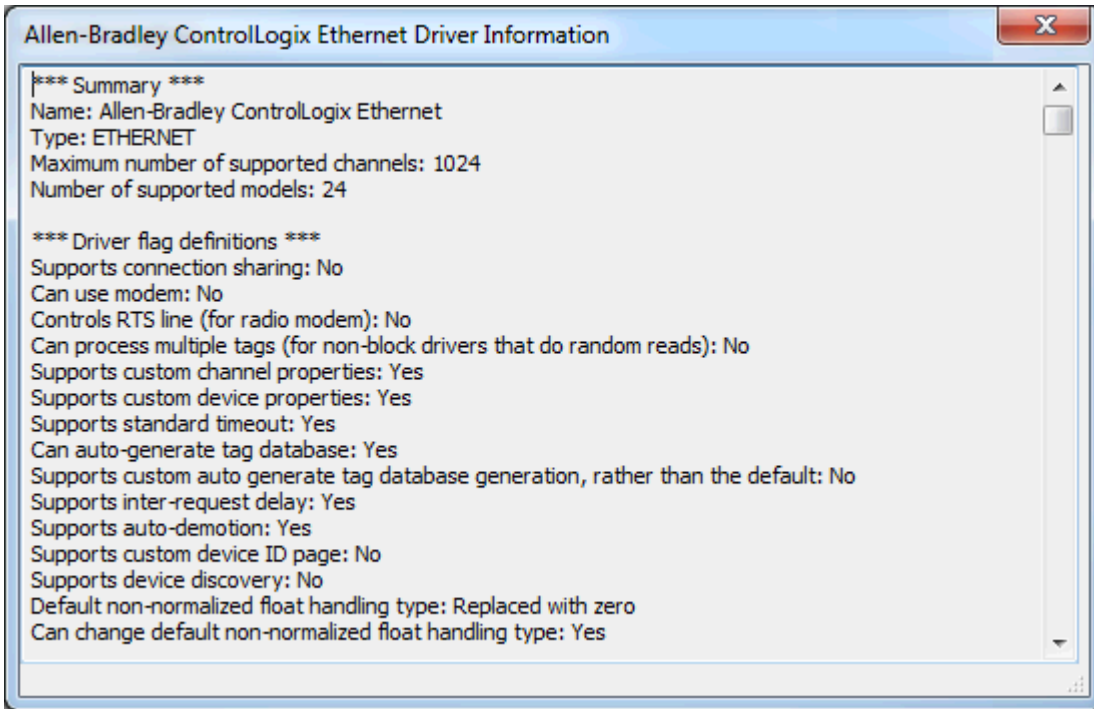 Allen-Bradley ControlLogix Ethernet Driver Information
*** Summary ***
Name: Allen-Bradley ControlLogix Ethernet
Type: ETHERNET
Maximum number of supported channels: 1024
Number of supported models: 24
*** Driver flag definitions ***
Supports connection sharing: No
Can use modem: No
Controls RTS line (for radio modem): No
Can process multiple tags (for non-block drivers that do random reads): No
Supports custom channel properties: Yes
Supports custom device properties: Yes
Supports standard timeout: Yes
Can auto-generate tag database: Yes
Supports custom auto generate tag database generation, rather than the default: No
Supports inter-request delay: Yes
Supports auto-demotion: Yes
Supports custom device ID page: No
Supports device discovery: No
Default non-normalized float handling type: Replaced with zero
Can change default non-normalized float handling type: Yes